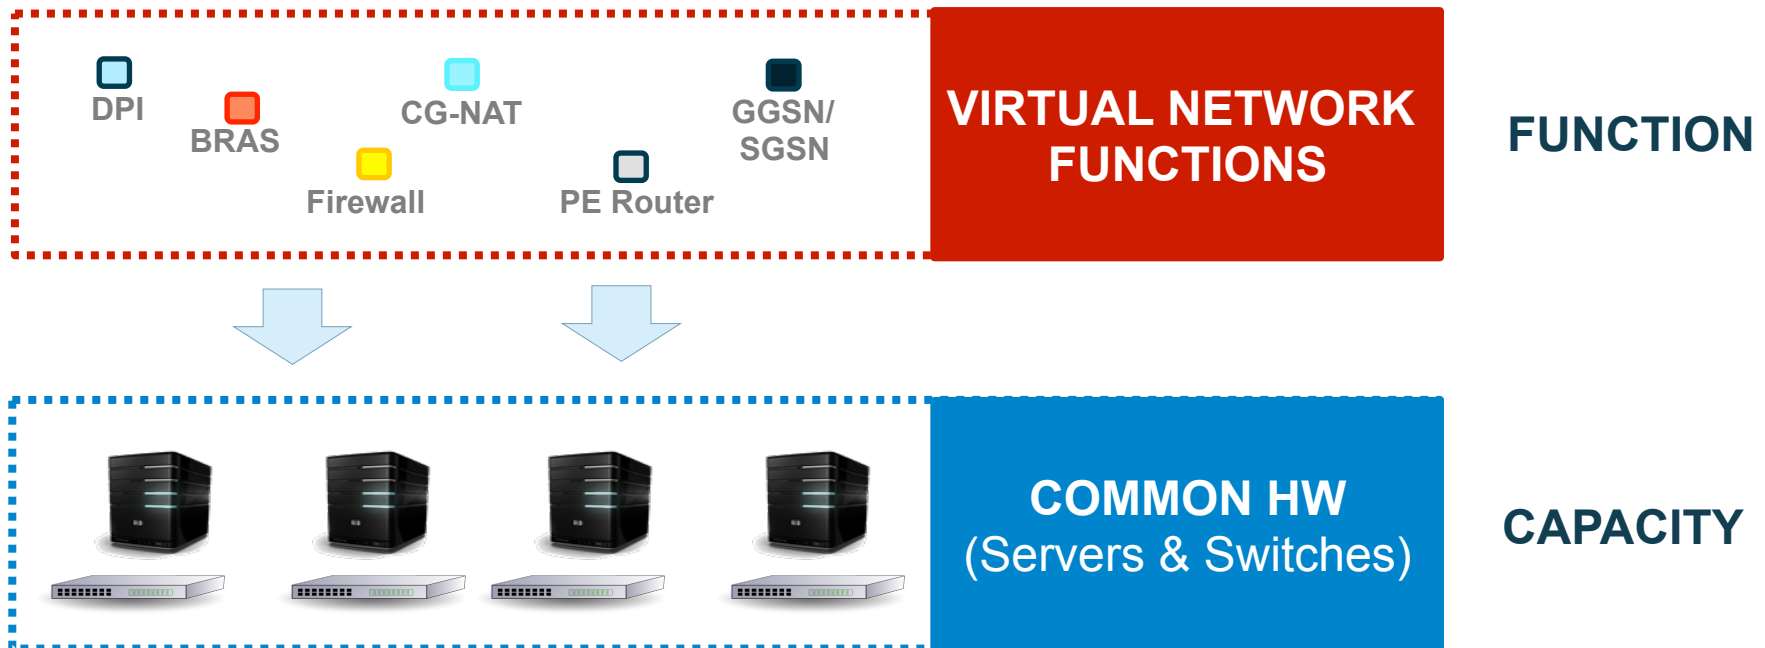 DPI
BRAS
Firewall
CG-NAT
PE Router
GGSN/
SGSN
VIRTUAL NETWORK
FUNCTIONS
FUNCTION
COMMON HW
(Servers & Switches)
CAPACITY